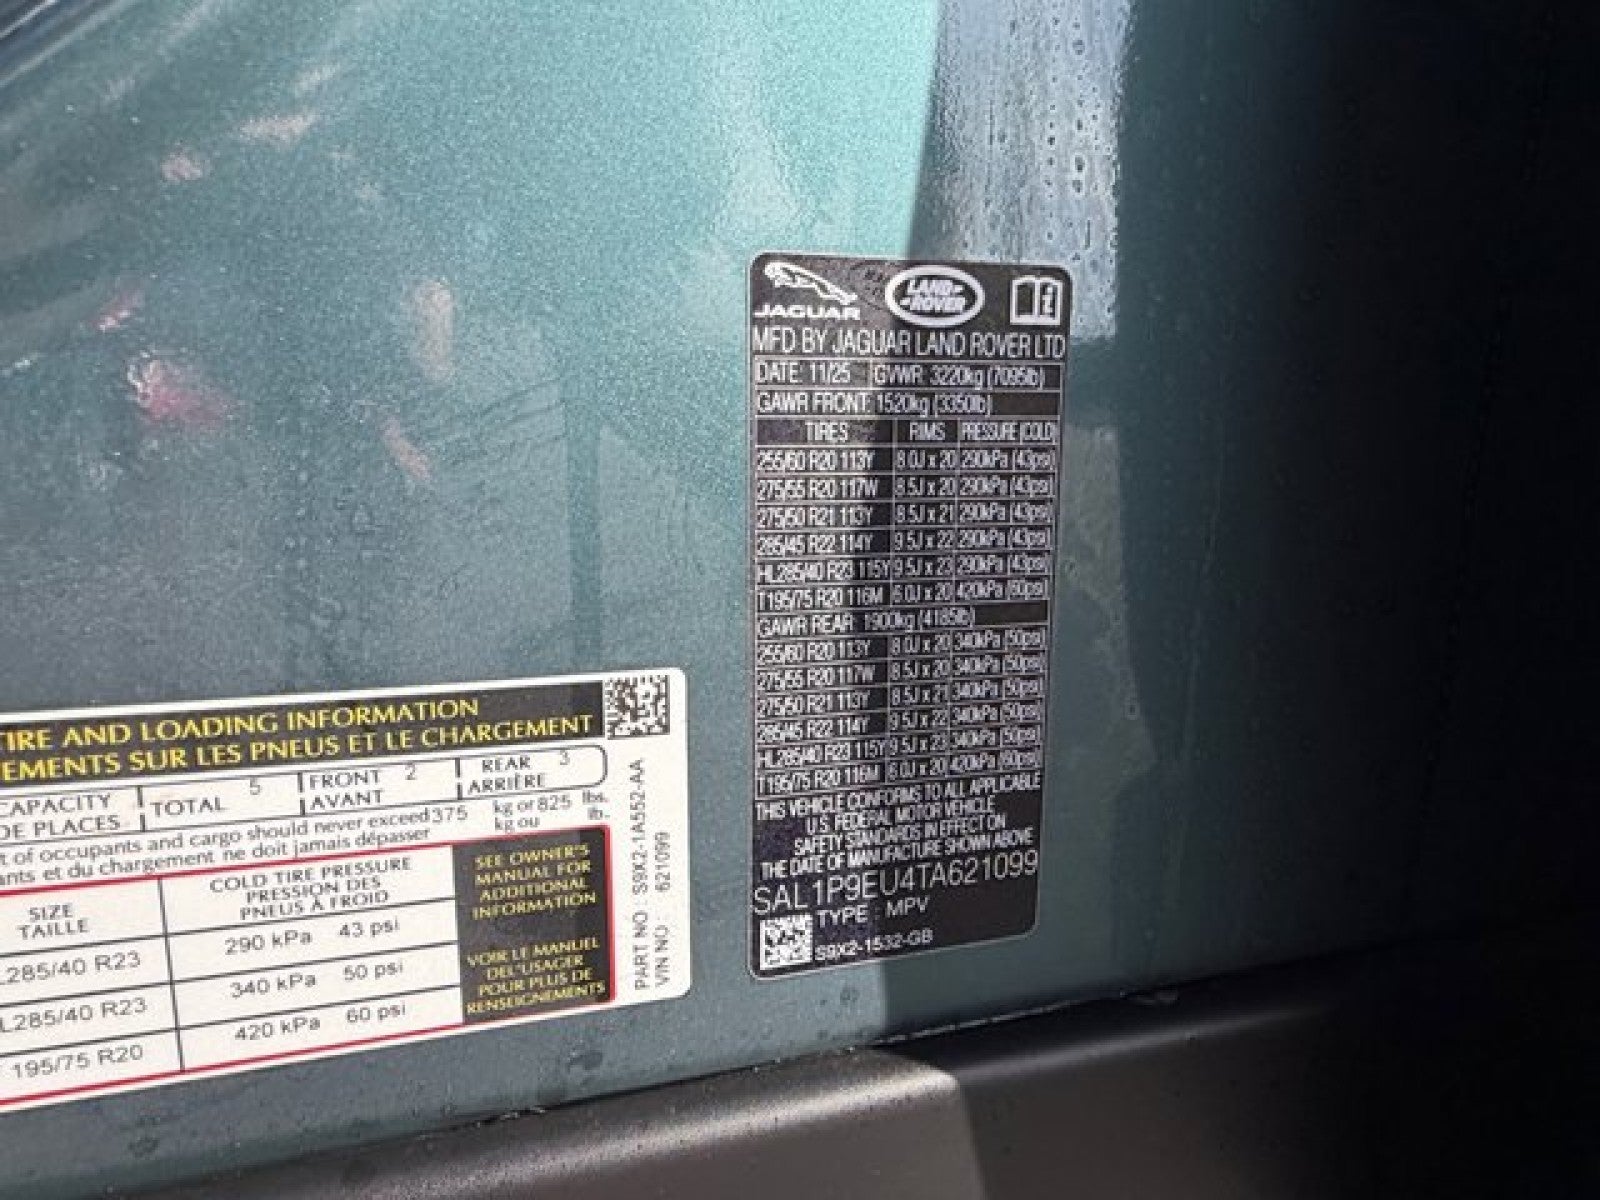 TIRE AND LOADING INFORMATION
EMENTS SUR LES PNEUS ET LE CHARGEMENT
CAPACITY TOTAL 5 FRONT 2 REAR 3
DE PLACES AVANT ARRIÈRE
t of occupants and cargo should never exceed 375 kg or 825 lbs.
ants et du chargement ne doit jamais dépasser kg ou lb.
SIZE
TAILLE
COLD TIRE PRESSURE
PRESSION DES
PNEUS À FROID
L285/40 R23 290 kPa 43 psi
L285/40 R23 340 kPa 50 psi
195/75 R20 420 kPa 60 psi
SEE OWNER'S
MANUAL FOR
ADDITIONAL
INFORMATION
VOIR LE MANUEL
DEL'USAGER
POUR PLUS DE
RENSEIGNEMENTS
PART NO : S9X2-1A552-AA
VIN NO : 621099
JAGUAR
LAND-
-ROVER
MFD BY JAGUAR LAND ROVER LTD
DATE: 11/25 GVWR: 3220kg (7095lb)
GAWR FRONT: 1520kg (3350lb)
TIRES RIMS PRESSURE (COLD)
255/60 R20 113Y 8.0J x 20 290kPa (43psi)
275/55 R20 117W 8.5J x 20 290kPa (43psi)
275/50 R21 113Y 8.5J x 21 290kPa (43psi)
285/45 R22 114Y 9.5J x 22 290kPa (43psi)
HL285/40 R23 115Y 9.5J x 23 290kPa (43psi)
T195/75 R20 116M 6.0J x 20 420kPa (60psi)
GAWR REAR: 1900kg (4185lb)
255/60 R20 113Y 8.0J x 20 340kPa (50psi)
275/55 R20 117W 8.5J x 20 340kPa (50psi)
275/50 R21 113Y 8.5J x 21 340kPa (50psi)
285/45 R22 114Y 9.5J x 22 340kPa (50psi)
HL285/40 R23 115Y 9.5J x 23 340kPa (50psi)
T195/75 R20 116M 6.0J x 20 420kPa (60psi)
THIS VEHICLE CONFORMS TO ALL APPLICABLE
U.S. FEDERAL MOTOR VEHICLE
SAFETY STANDARDS IN EFFECT ON
THE DATE OF MANUFACTURE SHOWN ABOVE
SAL1P9EU4TA621099
TYPE : MPV
S9X2-1532-GB